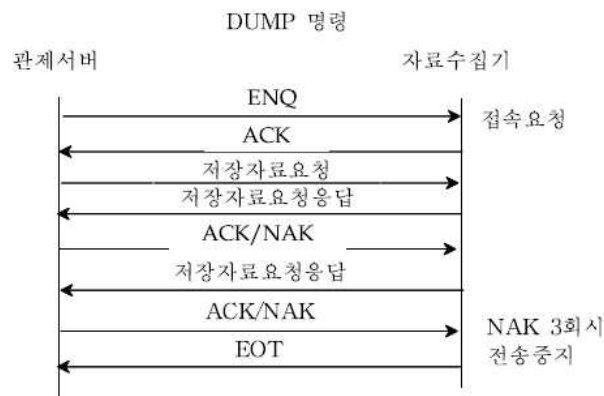 DUMP 명령
관제서버
자료수집기
ENQ
접속요청
ACK
저장자료요청
저장자료요청응답
ACK/NAK
저장자료요청응답
ACK/NAK
NAK 3회시
전송중지
EOT